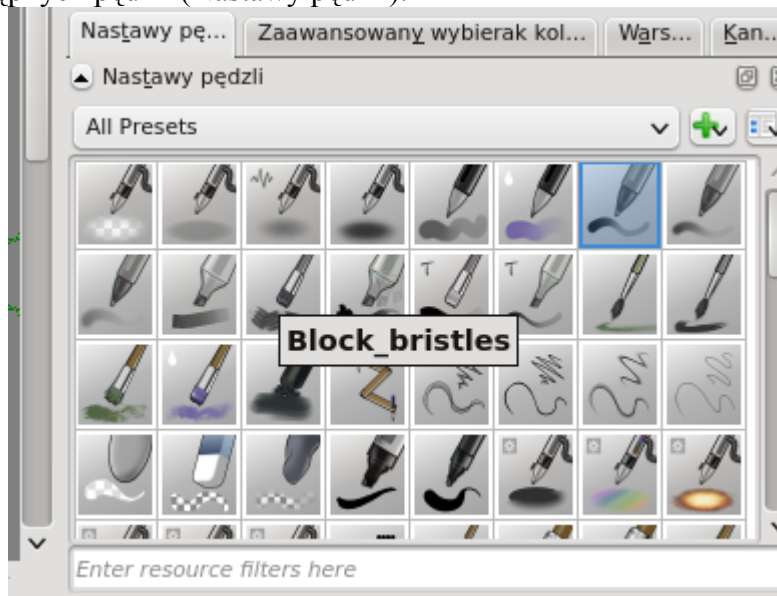 Nastawy pę...
Zaawansowany wybierak kol...
Wars...
Kan...
Nastawy pędzli
All Presets
T
T
Block_bristles
Enter resource filters here